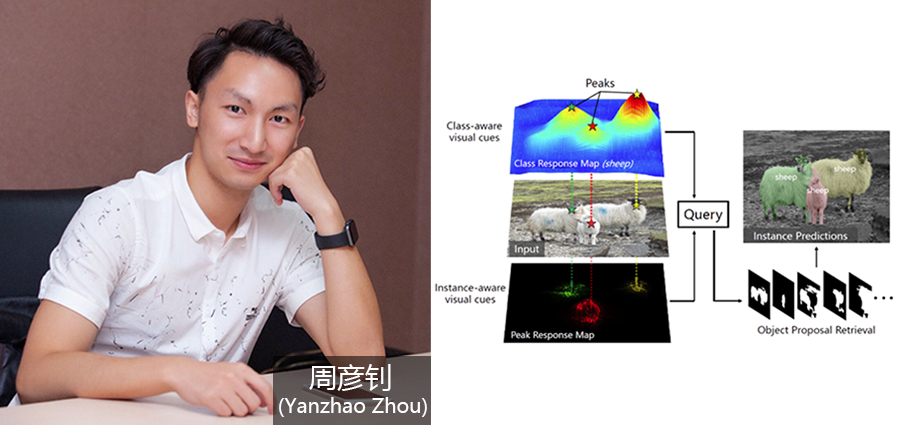 周彦钊
(Yanzhao Zhou)
Peaks
Class-aware
visual cues
Class Response Map (sheep)
Input
Instance-aware
visual cues
Peak Response Map
Query
sheep
sheep
sheep
Instance Predictions
Object Proposal Retrieval